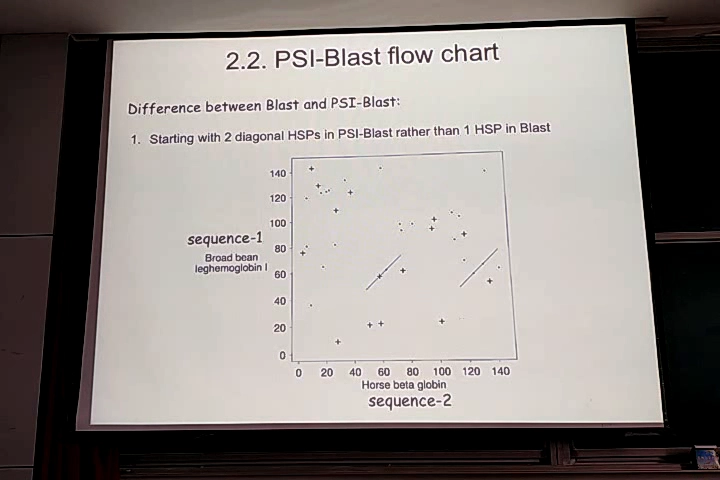 2.2. PSI-Blast flow chart
Difference between Blast and PSI-Blast:
1. Starting with 2 diagonal HSPs in PSI-Blast rather than 1 HSP in Blast
140
120
100
80
60
40
20
0
sequence-1
Broad bean
leghemoglobin I
0 20 40 60 80 100 120 140
Horse beta globin
sequence-2